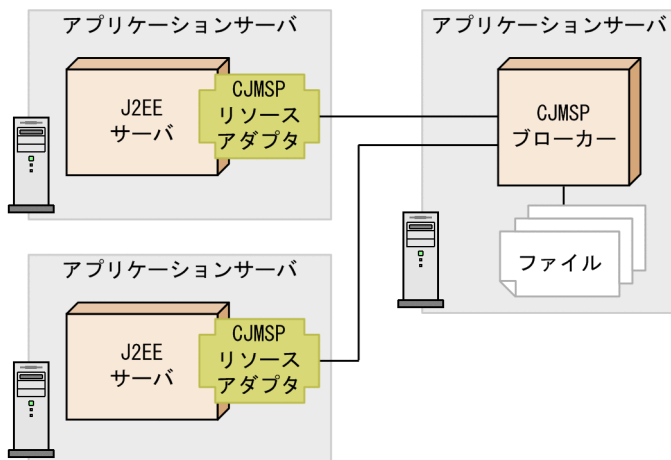 アプリケーションサーバ
J2EE
サーバ
CJMSP
リソース
アダプタ
アプリケーションサーバ
CJMSP
ブローカー
ファイル
アプリケーションサーバ
J2EE
サーバ
CJMSP
リソース
アダプタ